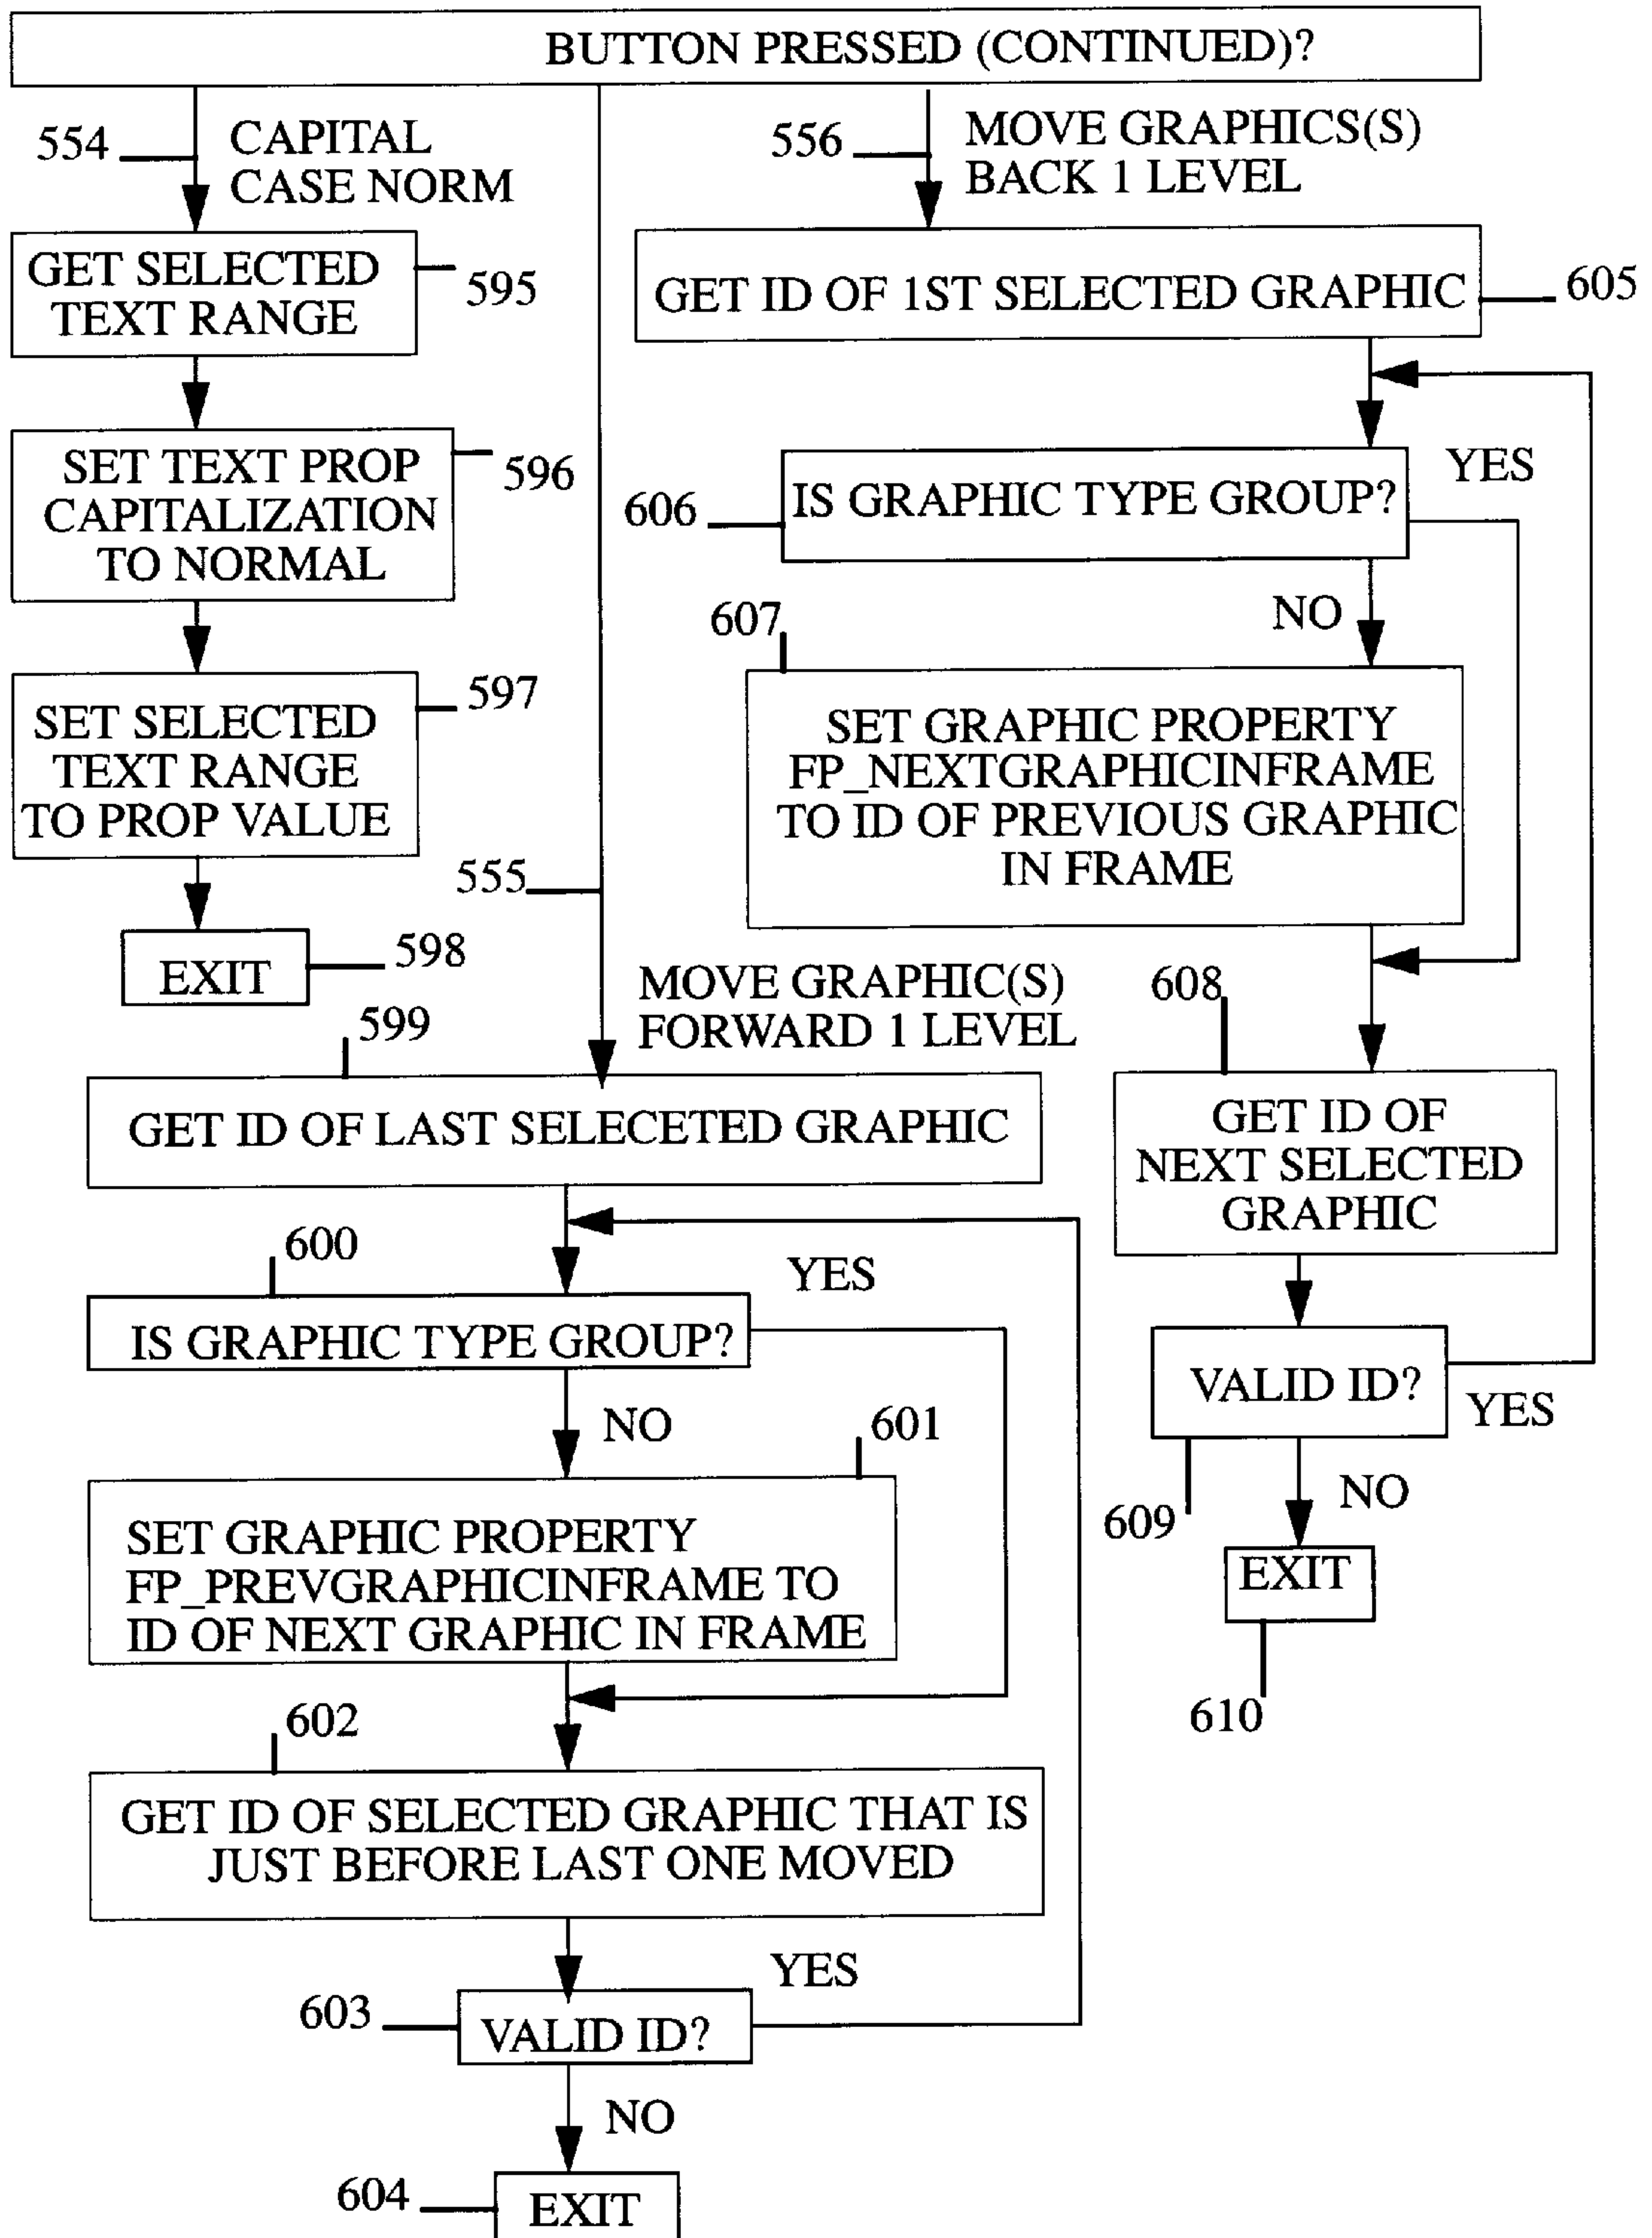 BUTTON PRESSED (CONTINUED)?
554
CAPITAL
CASE NORM
556
MOVE GRAPHICS(S)
BACK 1 LEVEL
GET SELECTED
TEXT RANGE
595
GET ID OF 1ST SELECTED GRAPHIC
605
SET TEXT PROP
CAPITALIZATION
TO NORMAL
596
606
IS GRAPHIC TYPE GROUP?
YES
NO
607
SET SELECTED
TEXT RANGE
TO PROP VALUE
597
SET GRAPHIC PROPERTY
FP_NEXTGRAPHICINFRAME
TO ID OF PREVIOUS GRAPHIC
IN FRAME
555
EXIT
598
MOVE GRAPHIC(S)
FORWARD 1 LEVEL
608
599
GET ID OF LAST SELECETED GRAPHIC
GET ID OF
NEXT SELECTED
GRAPHIC
600
YES
IS GRAPHIC TYPE GROUP?
VALID ID?
YES
NO
601
NO
609
EXIT
610
SET GRAPHIC PROPERTY
FP_PREVGRAPHICINFRAME TO
ID OF NEXT GRAPHIC IN FRAME
602
GET ID OF SELECTED GRAPHIC THAT IS
JUST BEFORE LAST ONE MOVED
YES
603
VALID ID?
NO
604
EXIT